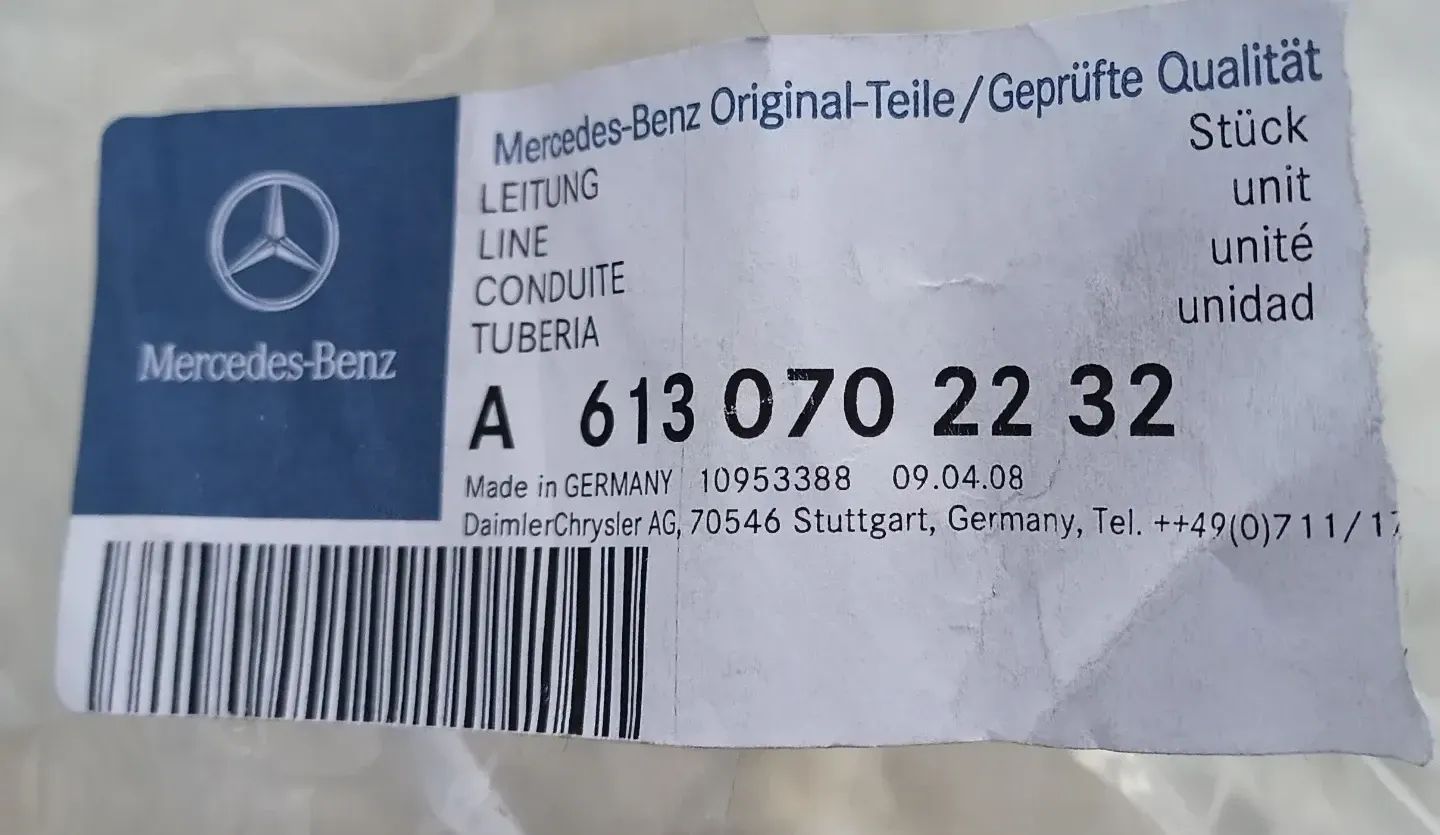 Mercedes-Benz
Mercedes-Benz Original-Teile/Geprüfte Qualität
LEITUNG
LINE
CONDUITE
TUBERIA
Stück
unit
unité
unidad
A 613 070 22 32
Made in GERMANY 10953388 09.04.08
DaimlerChrysler AG, 70546 Stuttgart, Germany, Tel. ++49(0)711/17